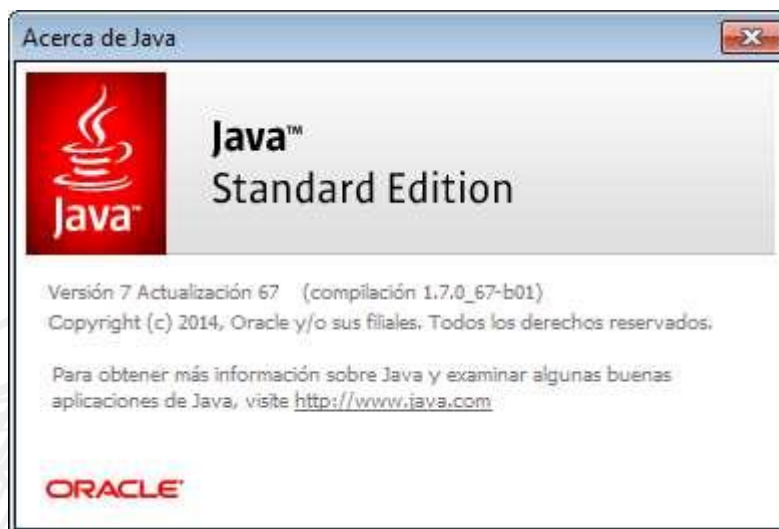 Acerca de Java
Java™
Java™
Standard Edition
Versión 7 Actualización 67 (compilación 1.7.0_67-b01)
Copyright (c) 2014, Oracle y/o sus filiales. Todos los derechos reservados.
Para obtener más información sobre Java y examinar algunas buenas
aplicaciones de Java, visite http://www.java.com
ORACLE®